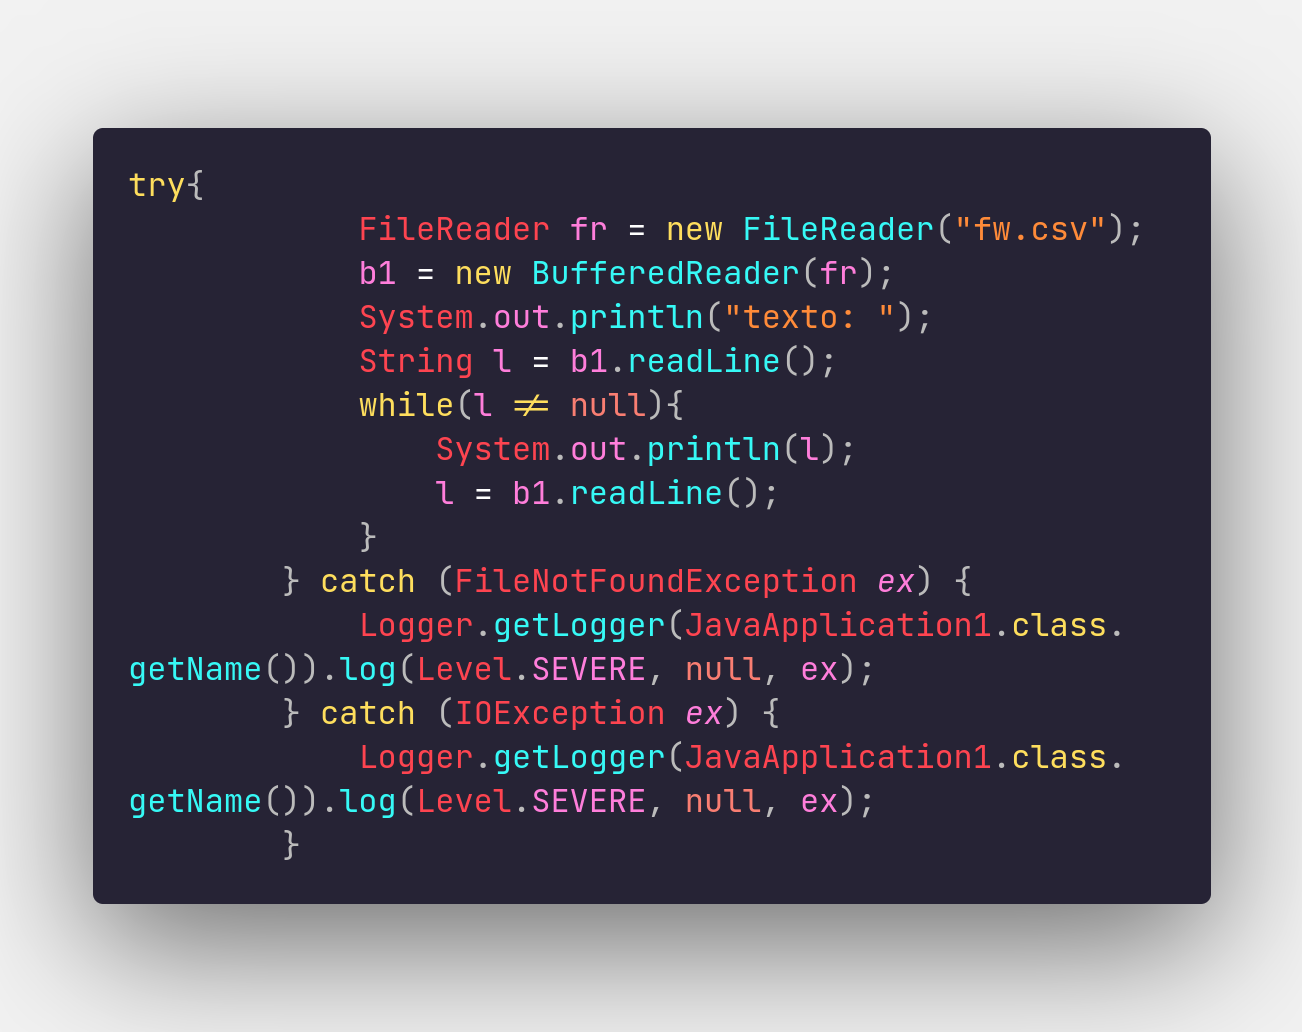 try{
            FileReader fr = new FileReader("fw.csv");
            b1 = new BufferedReader(fr);
            System.out.println("texto: ");
            String l = b1.readLine();
            while(l != null){
                System.out.println(l);
                l = b1.readLine();
            }
        } catch (FileNotFoundException ex) {
            Logger.getLogger(JavaApplication1.class.
getName()).log(Level.SEVERE, null, ex);
        } catch (IOException ex) {
            Logger.getLogger(JavaApplication1.class.
getName()).log(Level.SEVERE, null, ex);
        }